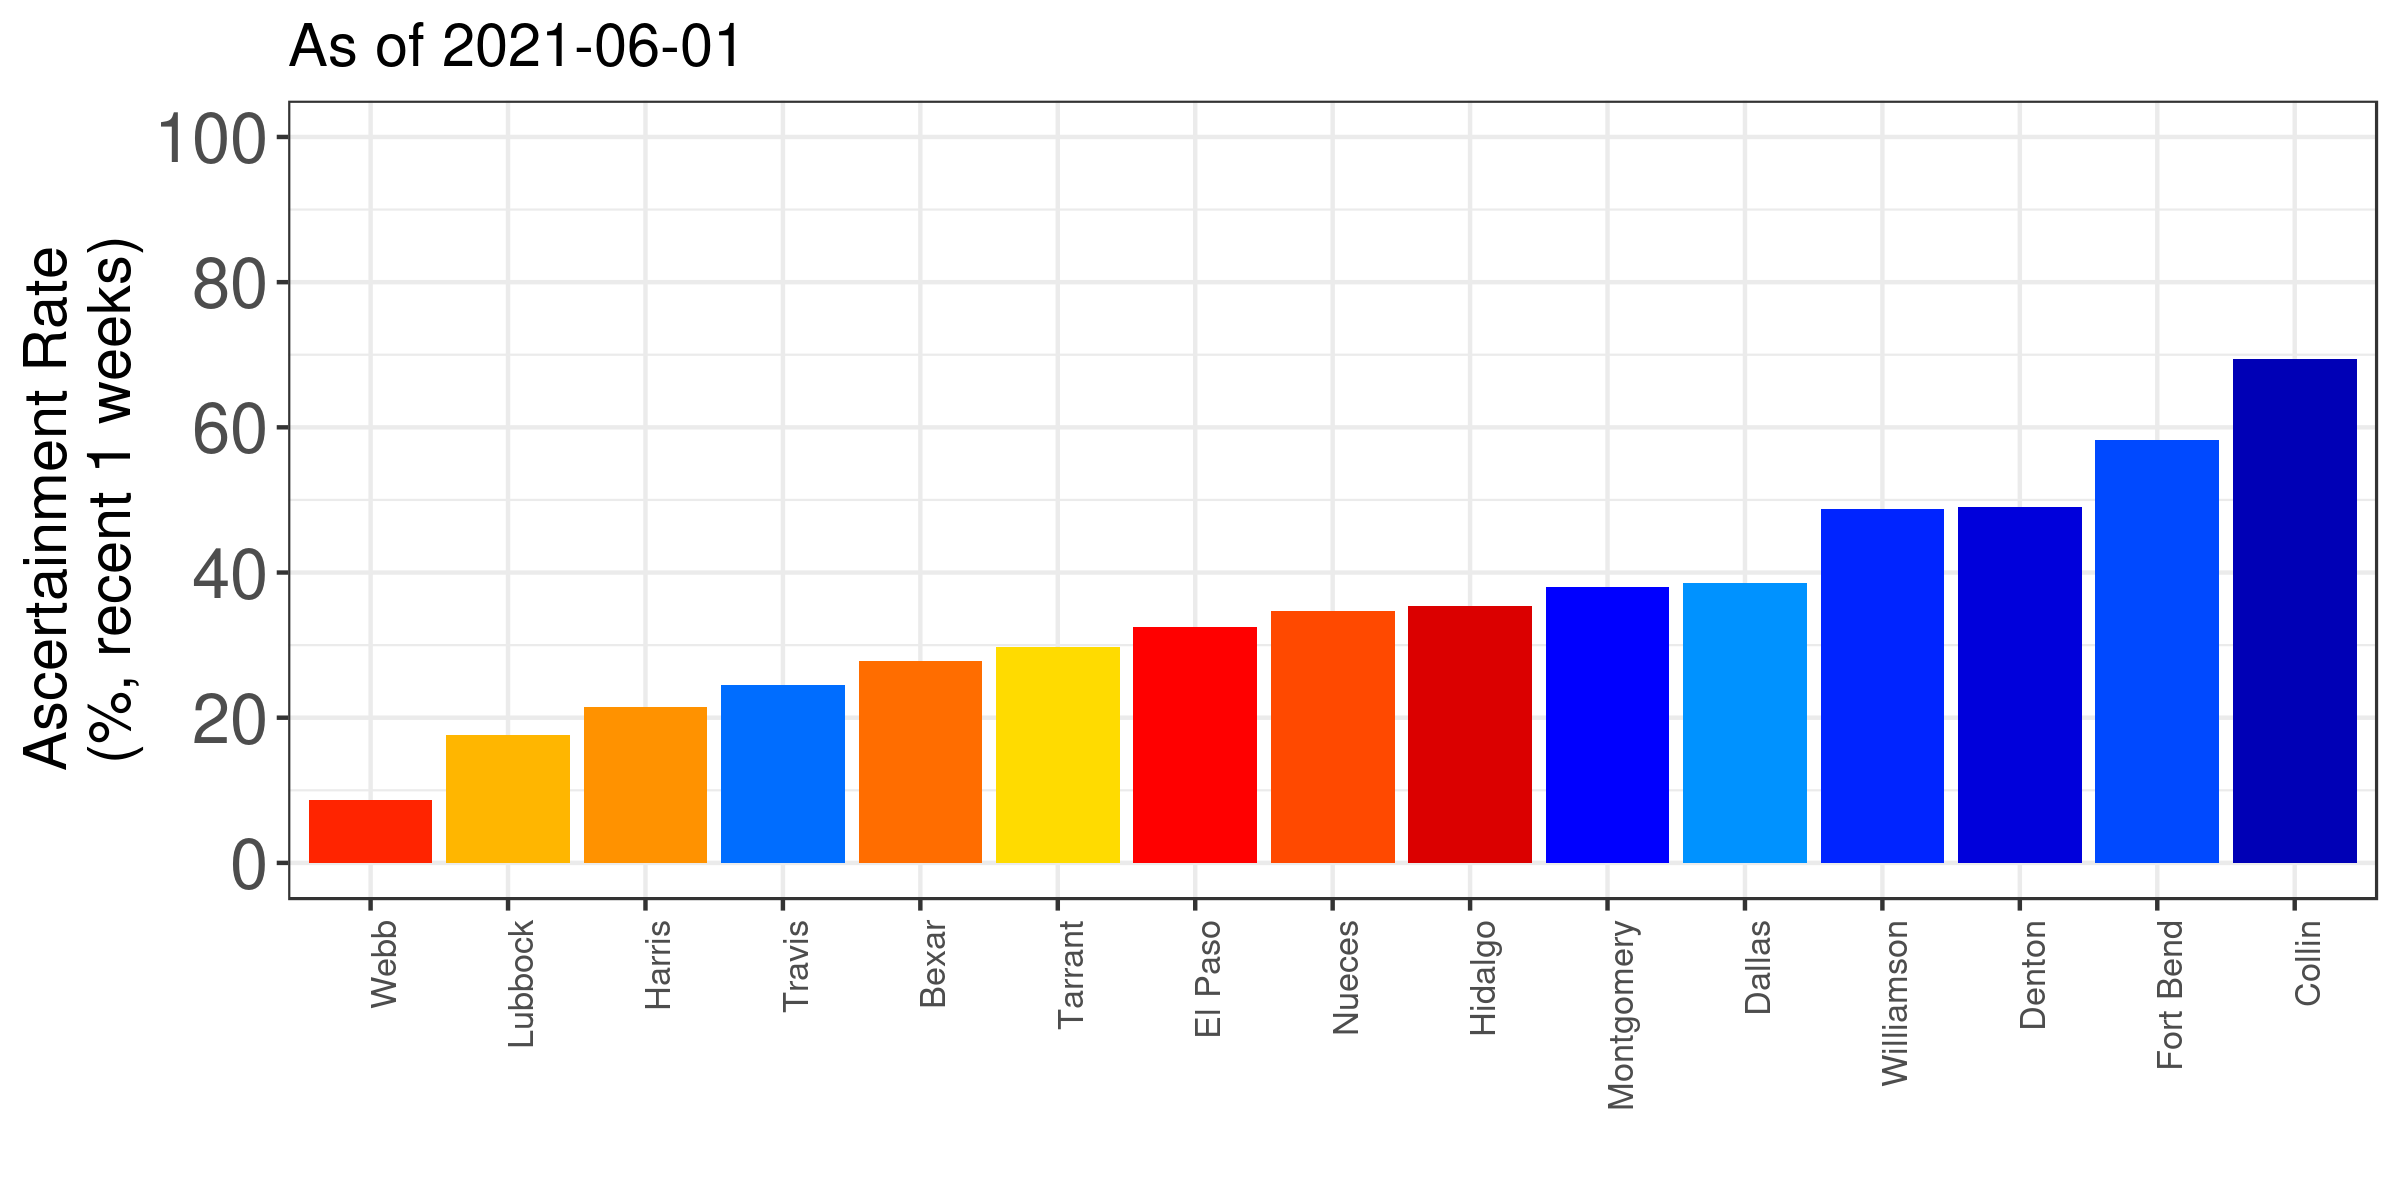 As of 2021-06-01
Ascertainment Rate
(%, recent 1 weeks)
100
80
60
40
20
0
Webb
Lubbock
Harris
Travis
Bexar
Tarrant
El Paso
Nueces
Hidalgo
Montgomery
Dallas
Williamson
Denton
Fort Bend
Collin